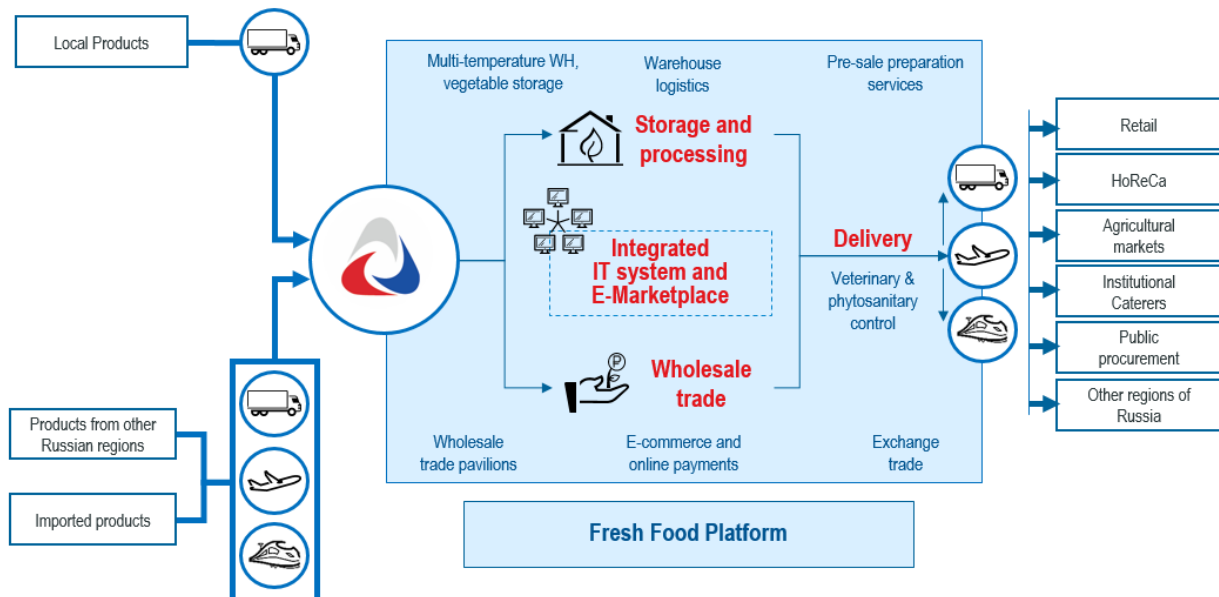 Local Products
Multi-temperature WH,
vegetable storage
Warehouse
logistics
Pre-sale preparation
services
Storage and
processing
Integrated
IT system and
E-Marketplace
Delivery
Veterinary &
phytosanitary
control
₽
Wholesale
trade
Wholesale
trade pavilions
E-commerce and
online payments
Exchange
trade
Retail
HoReCa
Agricultural
markets
Institutional
Caterers
Public
procurement
Other regions of
Russia
Products from other
Russian regions
Imported products
Fresh Food Platform